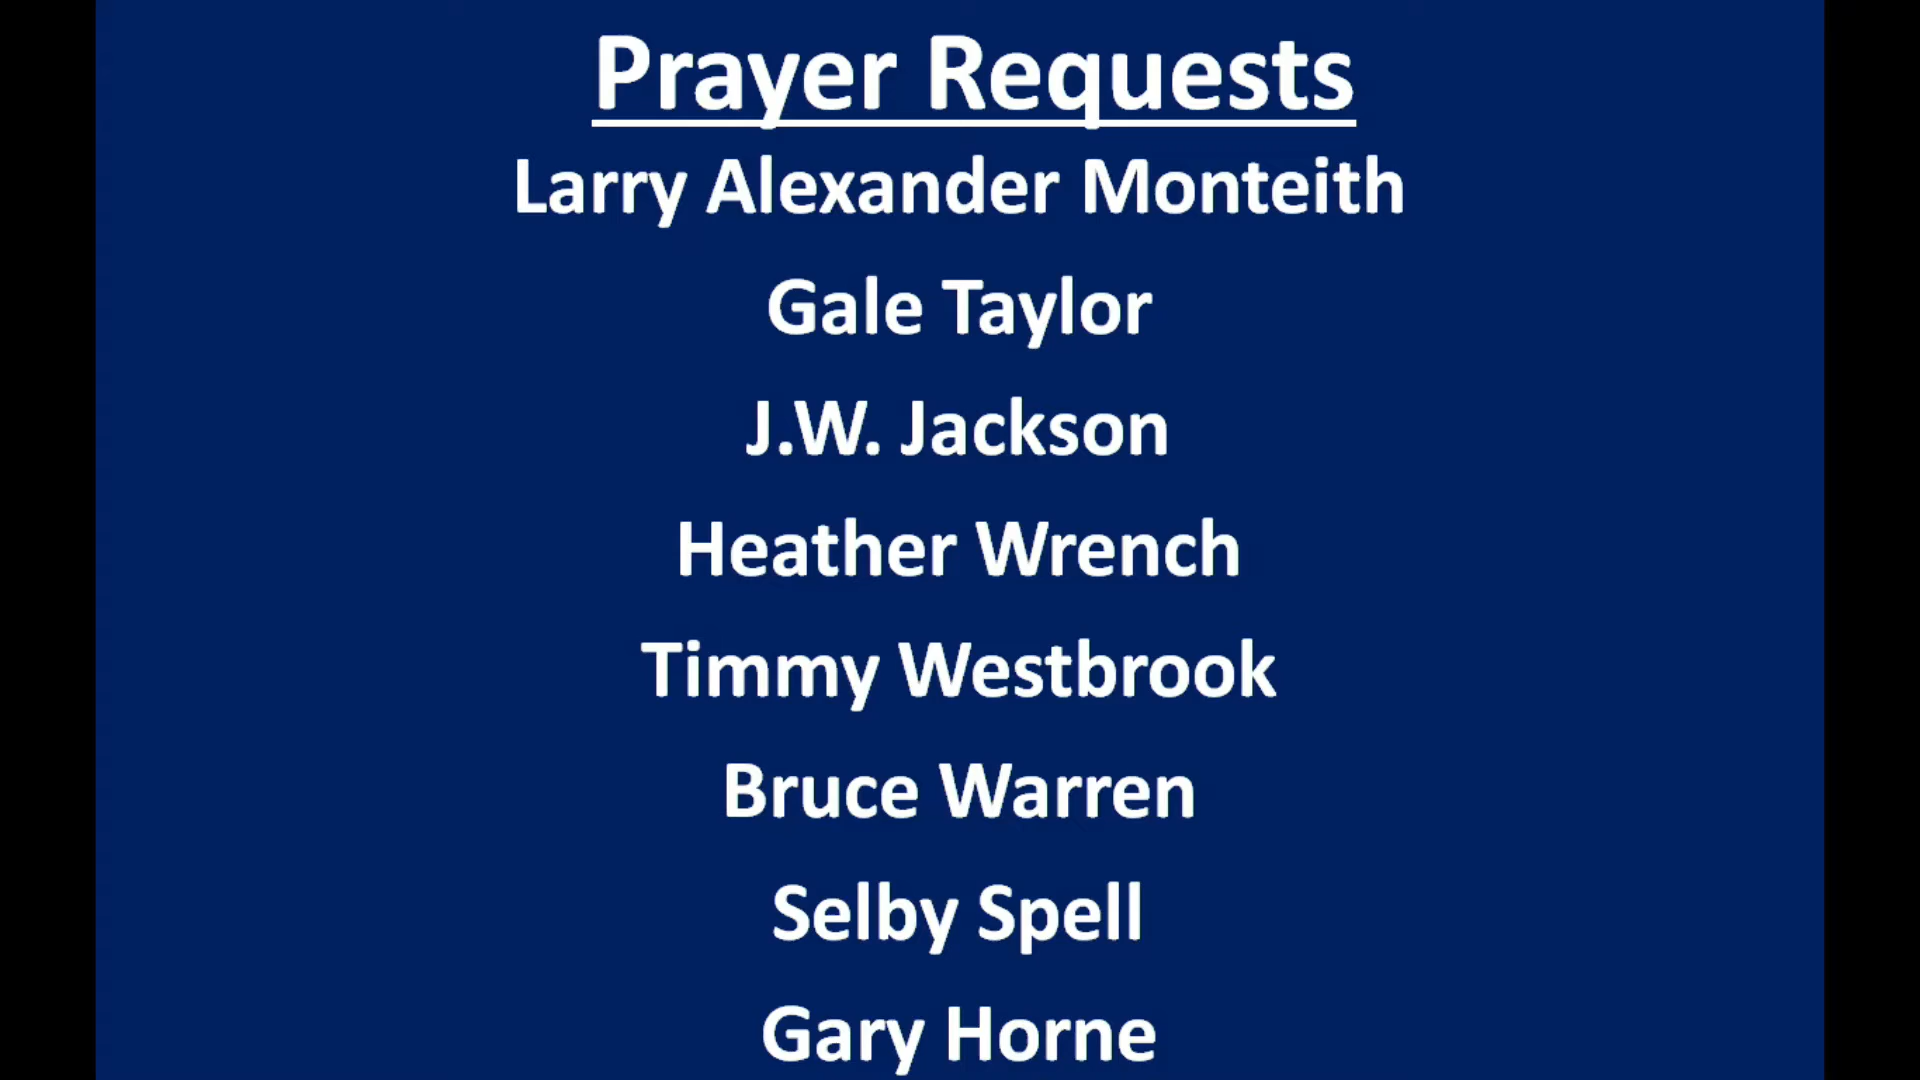 Prayer Requests
Larry Alexander Monteith
Gale Taylor
J.W. Jackson
Heather Wrench
Timmy Westbrook
Bruce Warren
Selby Spell
Gary Horne